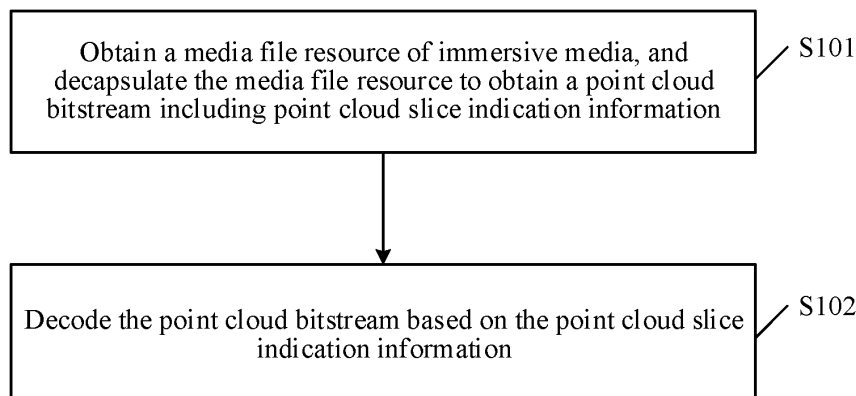 Obtain a media file resource of immersive media, and
decapsulate the media file resource to obtain a point cloud
bitstream including point cloud slice indication information
S101
Decode the point cloud bitstream based on the point cloud slice
indication information
S102